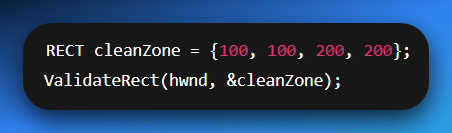 RECT cleanZone = {100, 100, 200, 200};
ValidateRect(hwnd, &cleanZone);